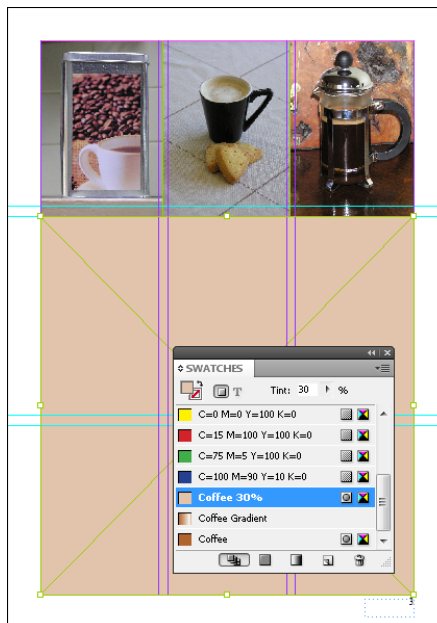 SWATCHES
T Tint: 30 %
C=0 M=0 Y=100 K=0
C=15 M=100 Y=100 K=0
C=75 M=5 Y=100 K=0
C=100 M=90 Y=10 K=0
Coffee 30%
Coffee Gradient
Coffee
3